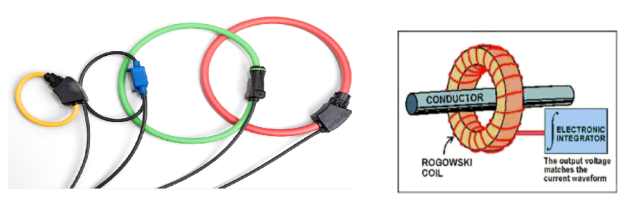 CONDUCTOR
∫ ELECTRONIC
INTEGRATOR
ROGOWSKI
COIL
The output voltage
matches the
current waveform